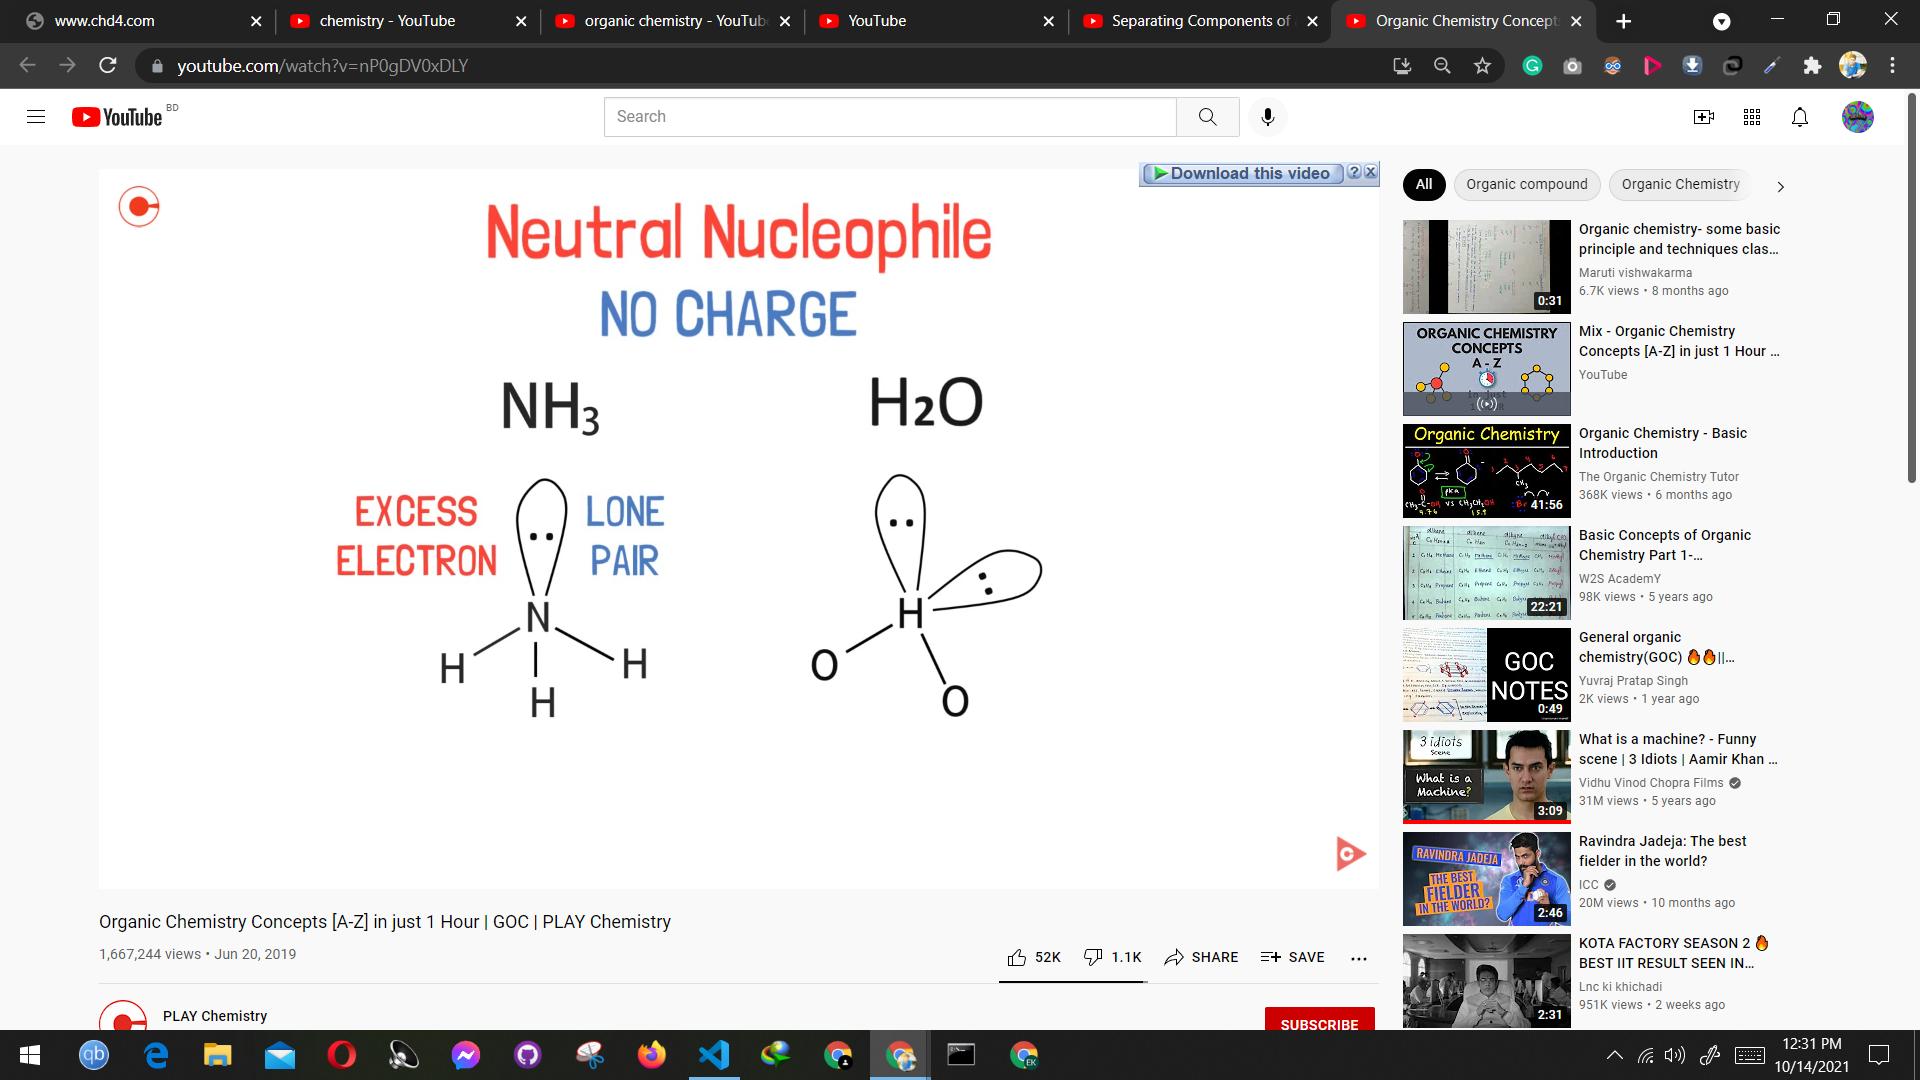 www.chd4.com
chemistry - YouTube
organic chemistry - YouTub
YouTube
Separating Components of
Organic Chemistry Concept
youtube.com/watch?v=nP0gDV0xDLY
YouTube BD
Search
Download this video
Neutral Nucleophile
NO CHARGE
NH3
H2O
EXCESS
ELECTRON
LONE
PAIR
N
H
H
H
H
O
O
Organic Chemistry Concepts [A-Z] in just 1 Hour | GOC | PLAY Chemistry
1,667,244 views • Jun 20, 2019
52K
1.1K
SHARE
SAVE
PLAY Chemistry
SUBSCRIBE
All
Organic compound
Organic Chemistry
0:31
Organic chemistry- some basic
principle and techniques clas...
Maruti vishwakarma
6.7K views • 8 months ago
ORGANIC CHEMISTRY
CONCEPTS
A - Z
Mix - Organic Chemistry
Concepts [A-Z] in just 1 Hour ...
YouTube
Organic Chemistry
41:56
Organic Chemistry - Basic
Introduction
The Organic Chemistry Tutor
368K views • 6 months ago
22:21
Basic Concepts of Organic
Chemistry Part 1-...
W2S AcademY
98K views • 5 years ago
GOC
NOTES
0:49
General organic
chemistry(GOC) 🔥🔥||...
Yuvraj Pratap Singh
2K views • 1 year ago
3 idiots
Scene
What is a
Machine?
3:09
What is a machine? - Funny
scene | 3 Idiots | Aamir Khan ...
Vidhu Vinod Chopra Films
31M views • 5 years ago
RAVINDRA JADEJA
THE BEST
FIELDER
IN THE WORLD?
2:46
Ravindra Jadeja: The best
fielder in the world?
ICC
20M views • 10 months ago
2:31
KOTA FACTORY SEASON 2 🔥
BEST IIT RESULT SEEN IN...
Lnc ki khichadi
951K views • 2 weeks ago
12:31 PM
10/14/2021